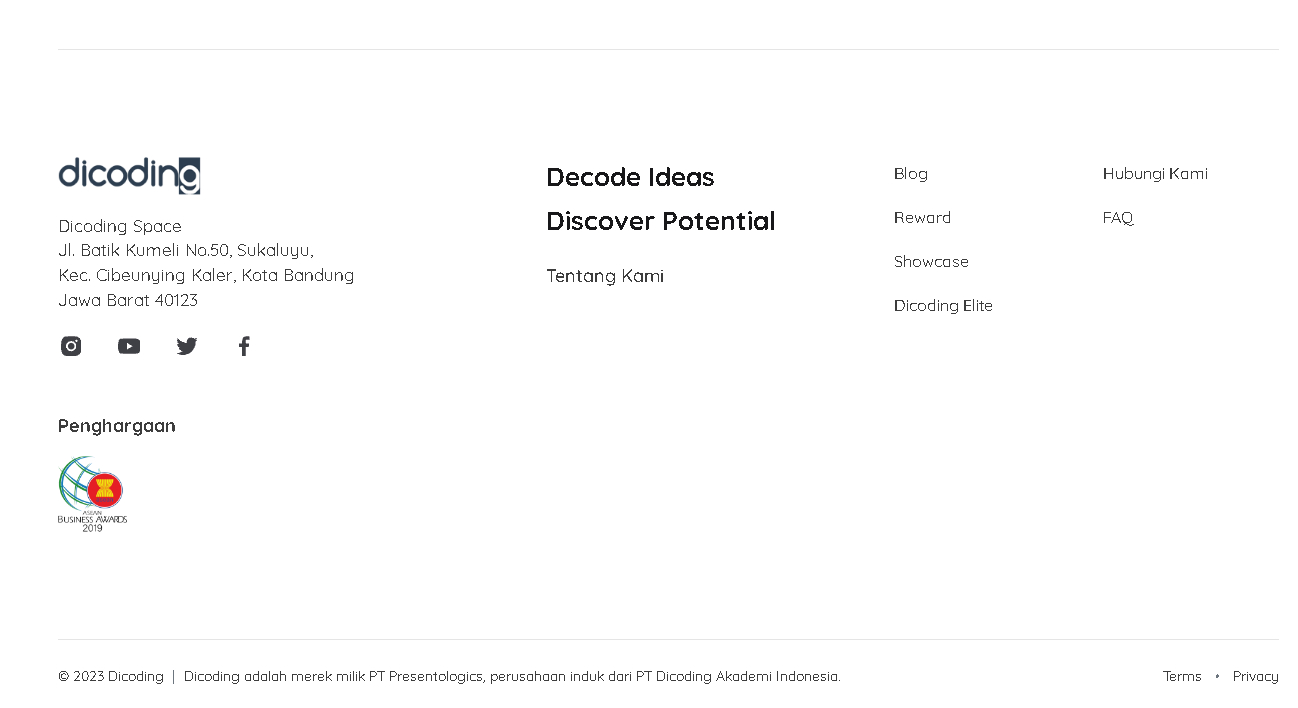 dicoding
Dicoding Space
Jl. Batik Kumeli No.50, Sukaluyu,
Kec. Cibeunying Kaler, Kota Bandung
Jawa Barat 40123
Penghargaan
ASEAN
BUSINESS AWARDS
2019
Decode Ideas
Discover Potential
Tentang Kami
Blog
Reward
Showcase
Dicoding Elite
Hubungi Kami
FAQ
© 2023 Dicoding | Dicoding adalah merek milik PT Presentologics, perusahaan induk dari PT Dicoding Akademi Indonesia.
Terms • Privacy